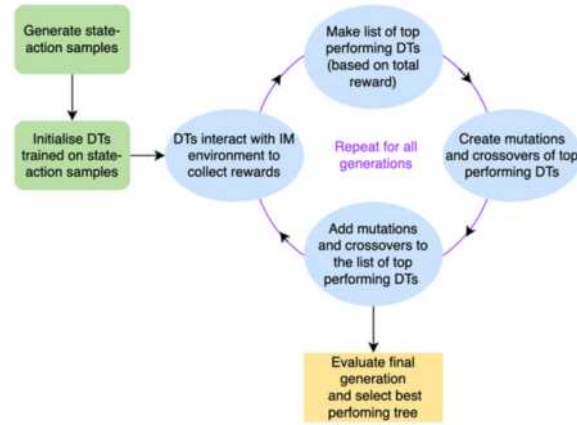 Generate state-
action samples
Initialise DTs
trained on state-
action samples
DTs interact with IM
environment to
collect rewards
Make list of top
performing DTs
(based on total
reward)
Repeat for all
generations
Create mutations
and crossovers of top
performing DTs
Add mutations
and crossovers to
the list of top
performing DTs
Evaluate final
generation
and select best
perfoming tree